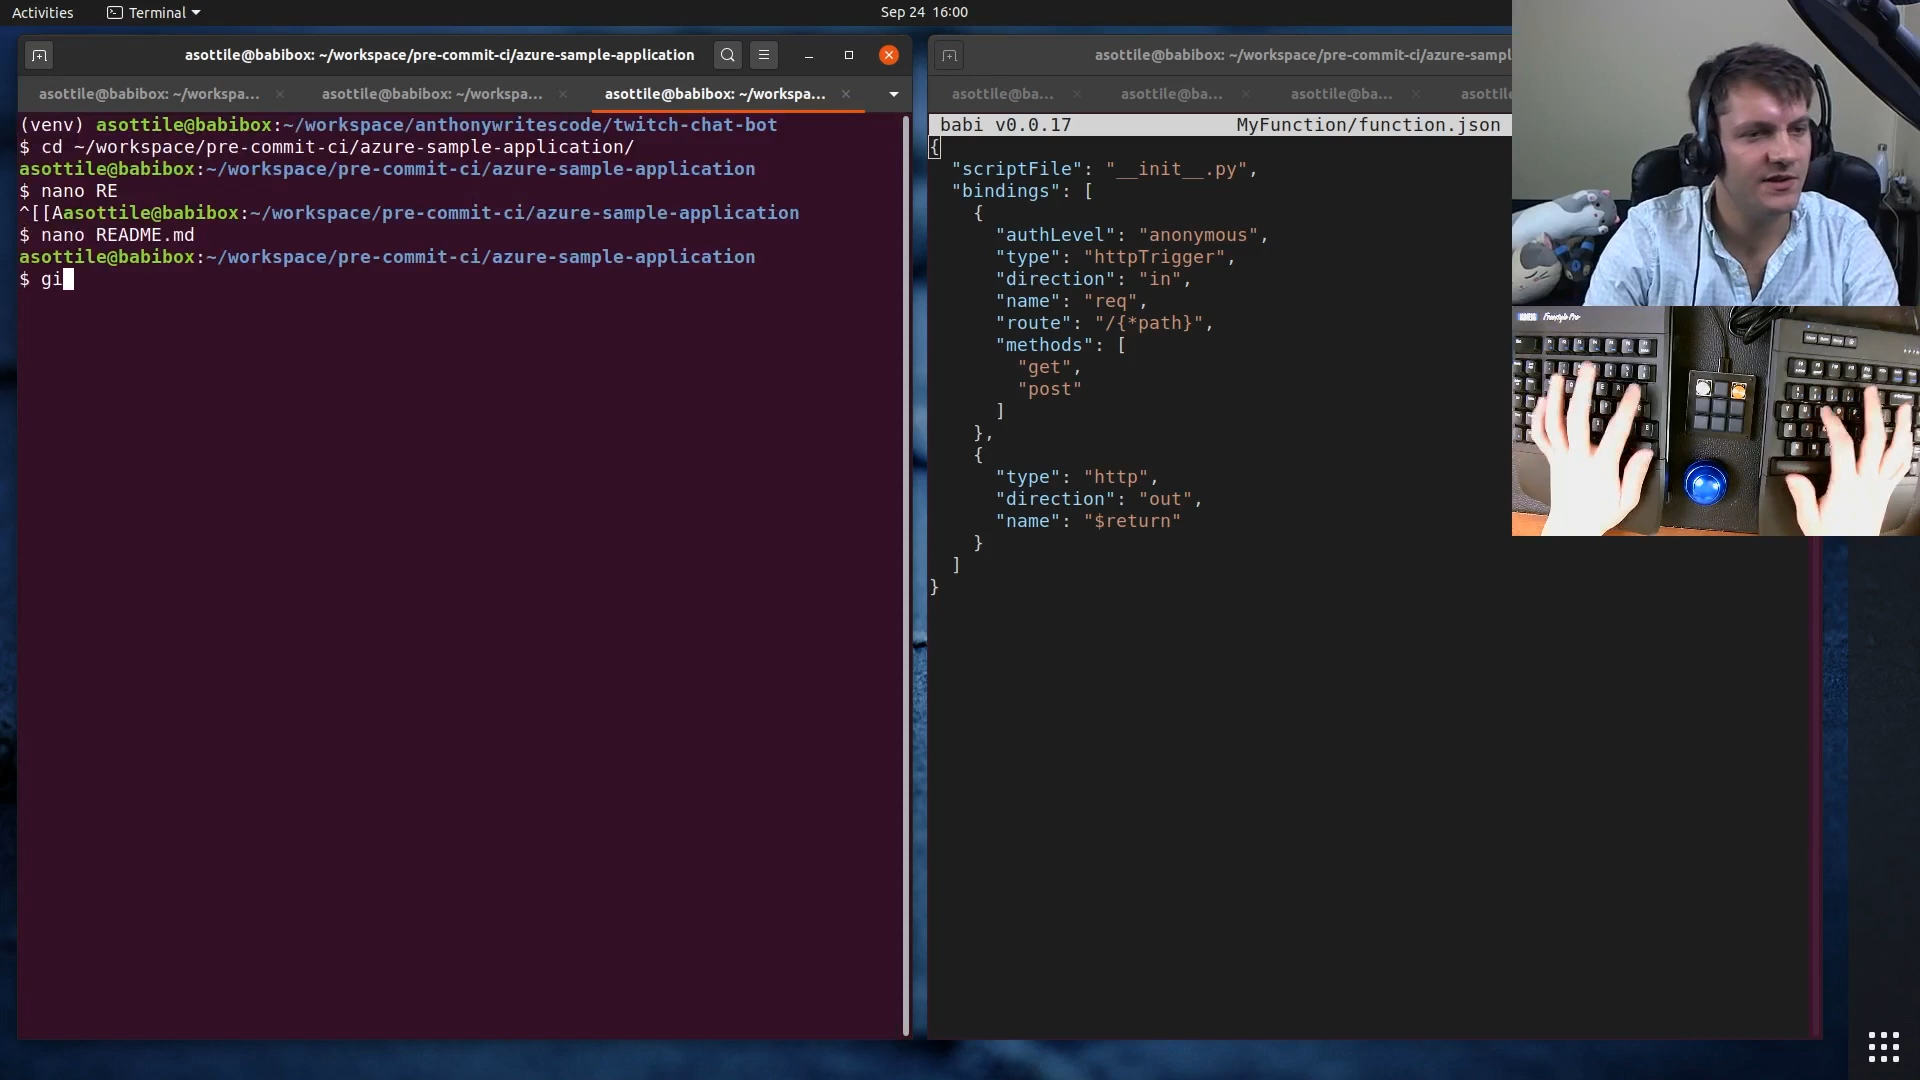 Activities
Terminal
Sep 24 16:00
asottile@babibox: ~/workspace/pre-commit-ci/azure-sample-application
asottile@babibox: ~/workspa...
asottile@babibox: ~/workspa...
asottile@babibox: ~/workspa...
(venv) asottile@babibox:~/workspace/anthonywritescode/twitch-chat-bot
$ cd ~/workspace/pre-commit-ci/azure-sample-application/
asottile@babibox:~/workspace/pre-commit-ci/azure-sample-application
$ nano RE
^[[Aasottile@babibox:~/workspace/pre-commit-ci/azure-sample-application
$ nano README.md
asottile@babibox:~/workspace/pre-commit-ci/azure-sample-application
$ gi
asottile@babibox: ~/workspace/pre-commit-ci/azure-sampl
asottile@ba...
asottile@ba...
asottile@ba...
asottile
babi v0.0.17 MyFunction/function.json
{
"scriptFile": "__init__.py",
"bindings": [
{
"authLevel": "anonymous",
"type": "httpTrigger",
"direction": "in",
"name": "req",
"route": "/{*path}",
"methods": [
"get",
"post"
]
},
{
"type": "http",
"direction": "out",
"name": "$return"
}
]
}
Freestyle Pro